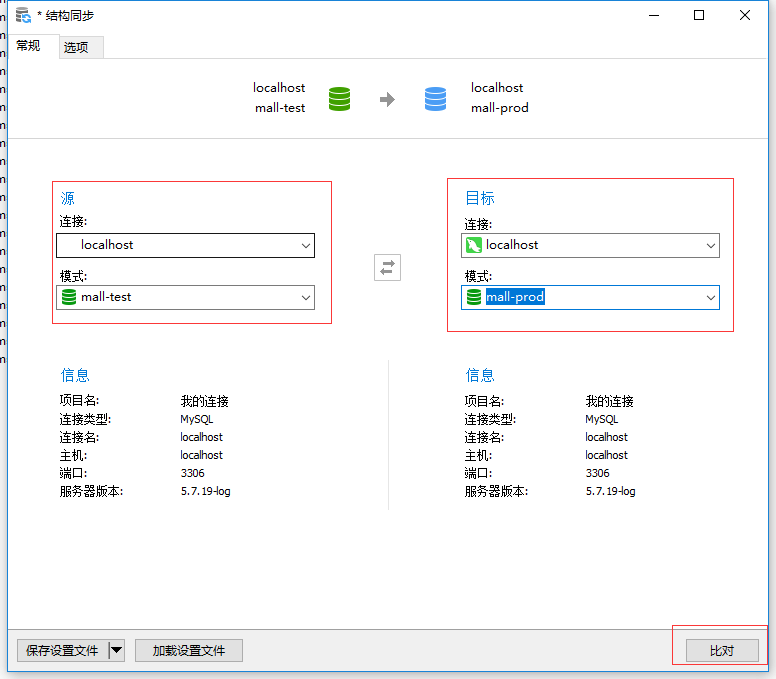 * 结构同步
常规 选项
localhost
mall-test
localhost
mall-prod
源
连接:
localhost
模式:
mall-test
目标
连接:
localhost
模式:
mall-prod
信息
项目名: 我的连接
连接类型: MySQL
连接名: localhost
主机: localhost
端口: 3306
服务器版本: 5.7.19-log
信息
项目名: 我的连接
连接类型: MySQL
连接名: localhost
主机: localhost
端口: 3306
服务器版本: 5.7.19-log
保存设置文件 加载设置文件 比对